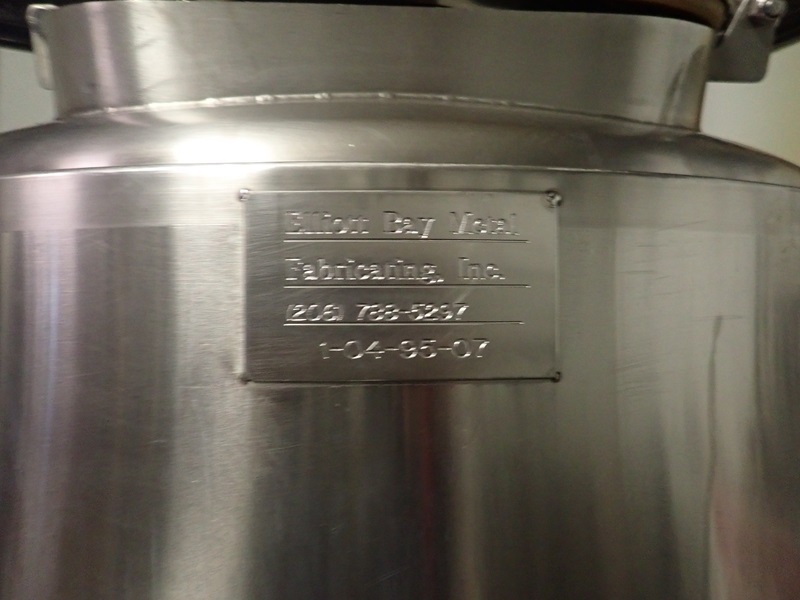 Elliott Bay Metal
Fabricating, Inc.
(206) 788-5297
1-04-95-07